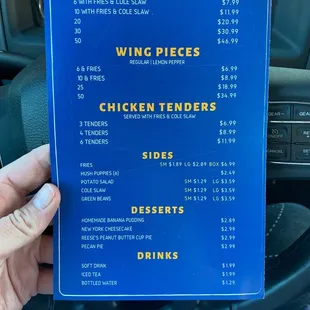 6 WITH FRIES & COLE SLAW $7.99
10 WITH FRIES & COLE SLAW $11.99
20 $20.99
30 $30.99
50 $46.99
WING PIECES
REGULAR | LEMON PEPPER
6 & FRIES $6.99
10 & FRIES $8.99
25 $18.99
50 $34.99
CHICKEN TENDERS
SERVED WITH FRIES & COLE SLAW
3 TENDERS $6.99
4 TENDERS $8.99
6 TENDERS $11.99
SIDES
FRIES SM $1.89 LG $2.89 BOX $6.99
HUSH PUPPIES (6) $2.49
POTATO SALAD SM $1.29 LG $3.59
COLE SLAW SM $1.29 LG $3.59
GREEN BEANS SM $1.29 LG $3.59
DESSERTS
HOMEMADE BANANA PUDDING $2.69
NEW YORK CHEESECAKE $2.99
REESE'S PEANUT BUTTER CUP PIE $2.99
PECAN PIE $2.99
DRINKS
SOFT DRINK $1.99
ICED TEA $1.99
BOTTLED WATER $1.29